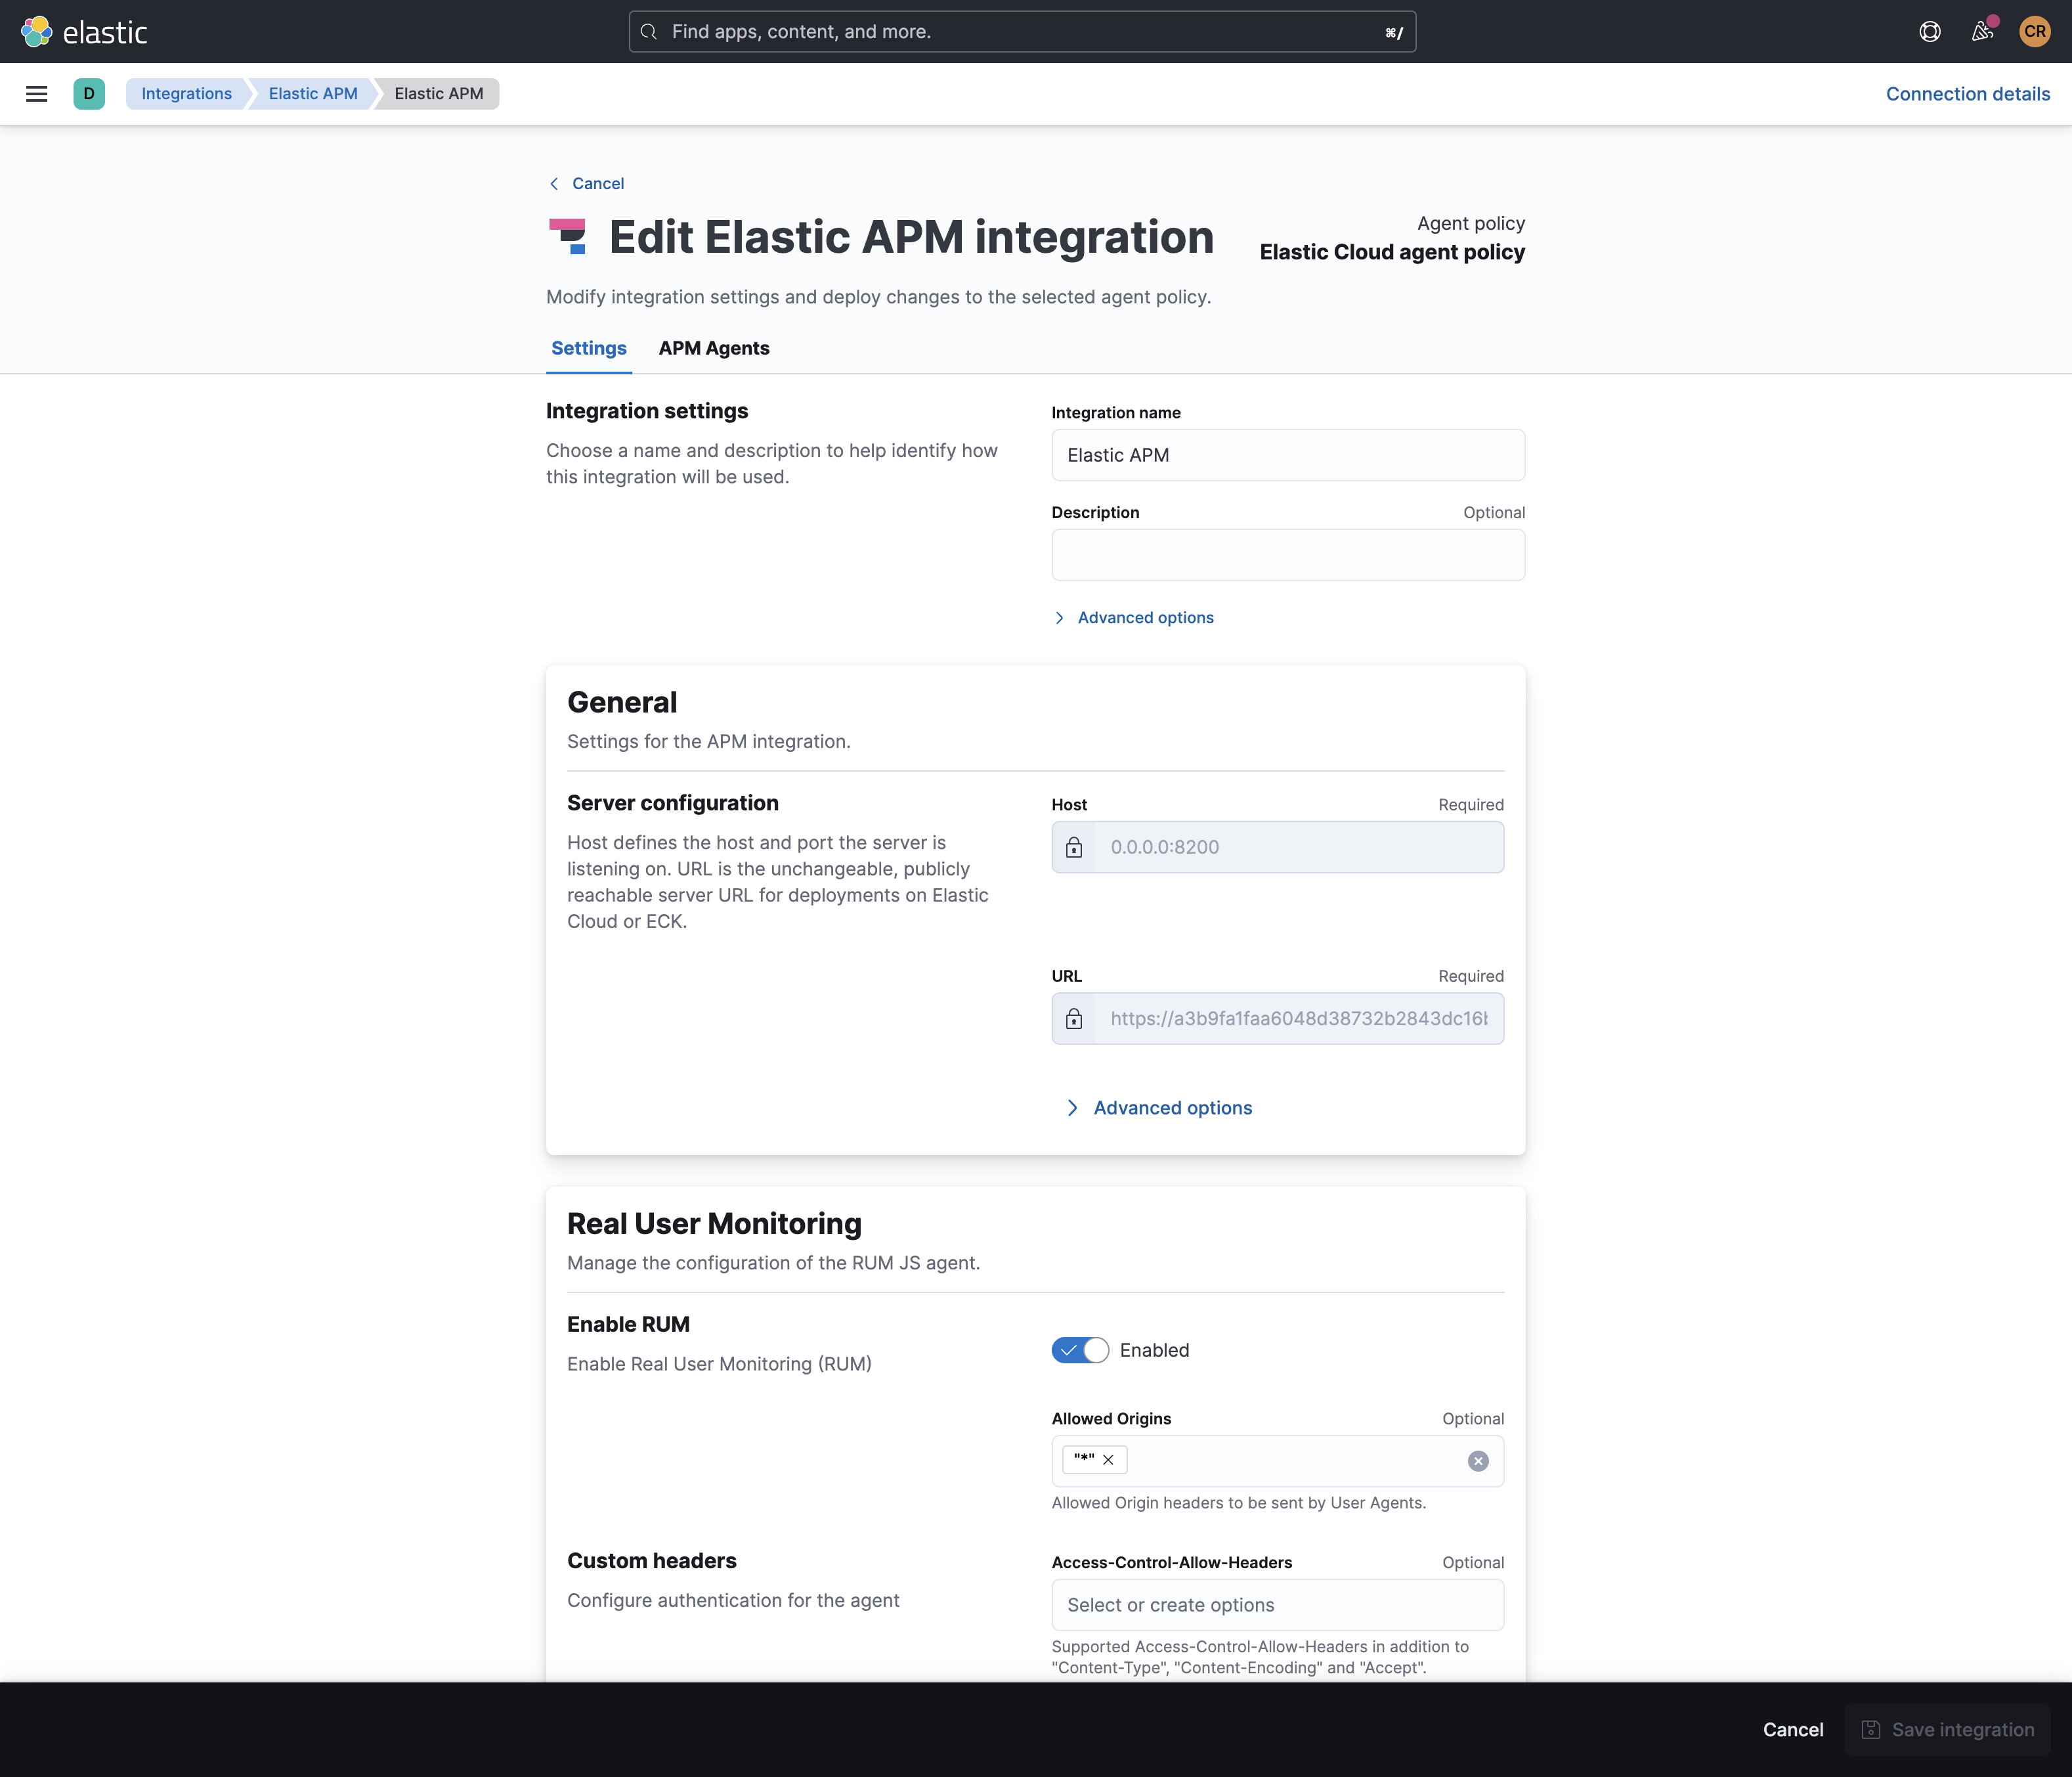 elastic
Find apps, content, and more.
⌘/
CR
D
Integrations
Elastic APM
Elastic APM
Connection details
Cancel
Edit Elastic APM integration
Agent policy
Elastic Cloud agent policy
Modify integration settings and deploy changes to the selected agent policy.
Settings
APM Agents
Integration settings
Choose a name and description to help identify how
this integration will be used.
Integration name
Elastic APM
Description
Optional
Advanced options
General
Settings for the APM integration.
Server configuration
Host defines the host and port the server is
listening on. URL is the unchangeable, publicly
reachable server URL for deployments on Elastic
Cloud or ECK.
Host
Required
0.0.0.0:8200
URL
Required
https://a3b9fa1faa6048d38732b2843dc16b
Advanced options
Real User Monitoring
Manage the configuration of the RUM JS agent.
Enable RUM
Enable Real User Monitoring (RUM)
Enabled
Allowed Origins
Optional
"*"
Allowed Origin headers to be sent by User Agents.
Custom headers
Configure authentication for the agent
Access-Control-Allow-Headers
Optional
Select or create options
Supported Access-Control-Allow-Headers in addition to
"Content-Type", "Content-Encoding" and "Accept".
Cancel
Save integration